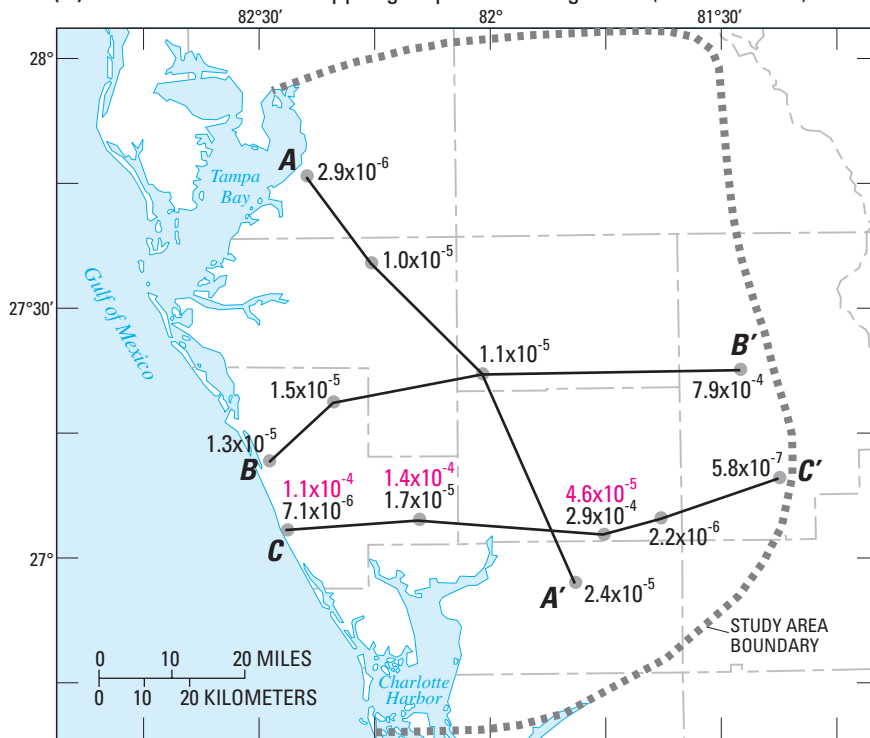 82°30' 82° 81°30'
28°
A
2.9x10⁻⁶
Tampa
Bay
1.0x10⁻⁵
Gulf of Mexico
27°30'
1.1x10⁻⁵
B'
7.9x10⁻⁴
1.5x10⁻⁵
1.3x10⁻⁵
B
5.8x10⁻⁷
C'
1.1x10⁻⁴
7.1x10⁻⁶
1.4x10⁻⁴
1.7x10⁻⁵
4.6x10⁻⁵
2.9x10⁻⁴
2.2x10⁻⁶
C
27°
A'
2.4x10⁻⁵
STUDY AREA
BOUNDARY
0 10 20 MILES
0 10 20 KILOMETERS
Charlotte
Harbor